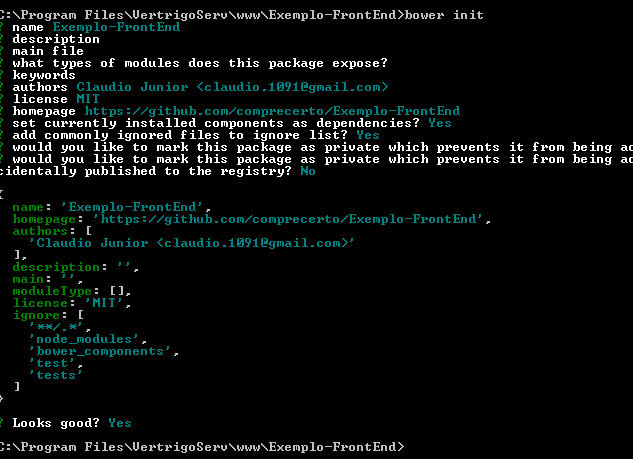 C:\Program Files\VertrigoServ\www\Exemplo-FrontEnd>bower init
? name Exemplo-FrontEnd
? description
? main file
? what types of modules does this package expose?
? keywords
? authors Claudio Junior <claudio.1091@gmail.com>
? license MIT
? homepage https://github.com/comprecerto/Exemplo-FrontEnd
? set currently installed components as dependencies? Yes
? add commonly ignored files to ignore list? Yes
? would you like to mark this package as private which prevents it from being ac
? would you like to mark this package as private which prevents it from being ac
cidentally published to the registry? No
{
  name: 'Exemplo-FrontEnd',
  homepage: 'https://github.com/comprecerto/Exemplo-FrontEnd',
  authors: [
    'Claudio Junior <claudio.1091@gmail.com>'
  ],
  description: '',
  main: '',
  moduleType: [],
  license: 'MIT',
  ignore: [
    '**/.*',
    'node_modules',
    'bower_components',
    'test',
    'tests'
  ]
}
? Looks good? Yes
C:\Program Files\VertrigoServ\www\Exemplo-FrontEnd>